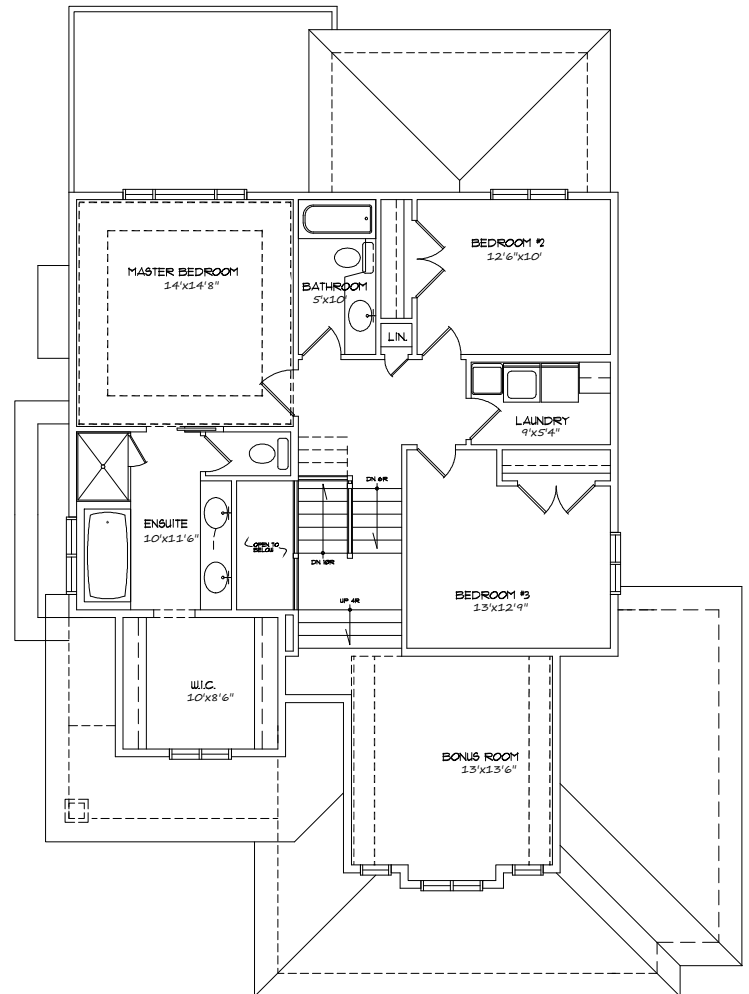 BEDROOM #2
12'6"x10'
MASTER BEDROOM
14'x14'8"
BATHROOM
5'x10'
LIN.
LAUNDRY
9'x5'4"
DN 6R
ENSUITE
10'x11'6"
OPEN TO
BELOW
DN 10R
UP 4R
BEDROOM #3
13'x12'9"
W.I.C.
10'x8'6"
BONUS ROOM
13'x13'6"